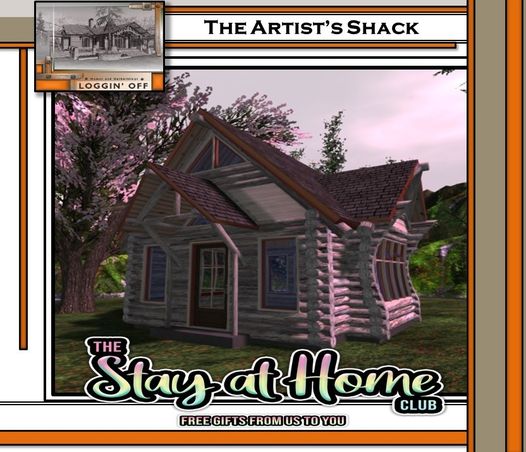 THE ARTIST'S SHACK
LOGGIN' OFF
THE
Stay at Home
CLUB
FREE GIFTS FROM US TO YOU